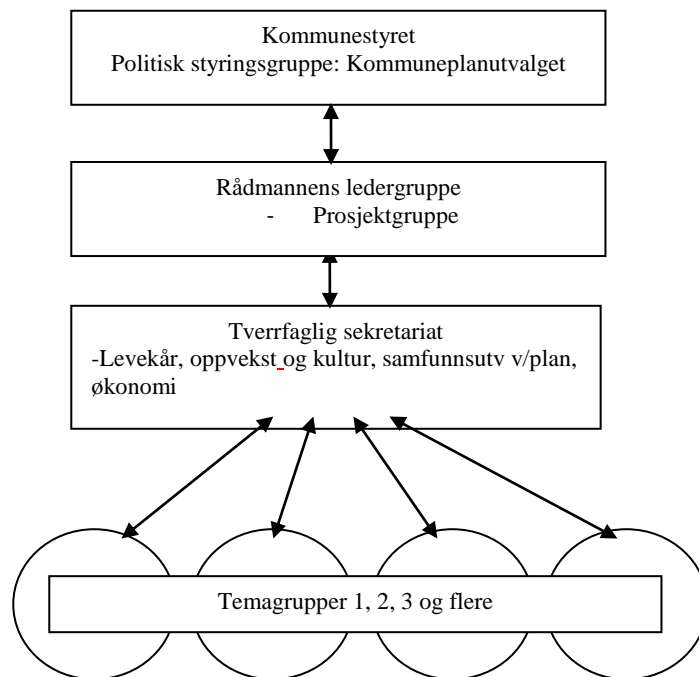 Kommunestyret
Politisk styringsgruppe: Kommuneplanutvalget
Rådmannens ledergruppe
- Prosjektgruppe
Tverrfaglig sekretariat
-Levekår, oppvekst og kultur, samfunnsutv v/plan,
økonomi
Temagrupper 1, 2, 3 og flere